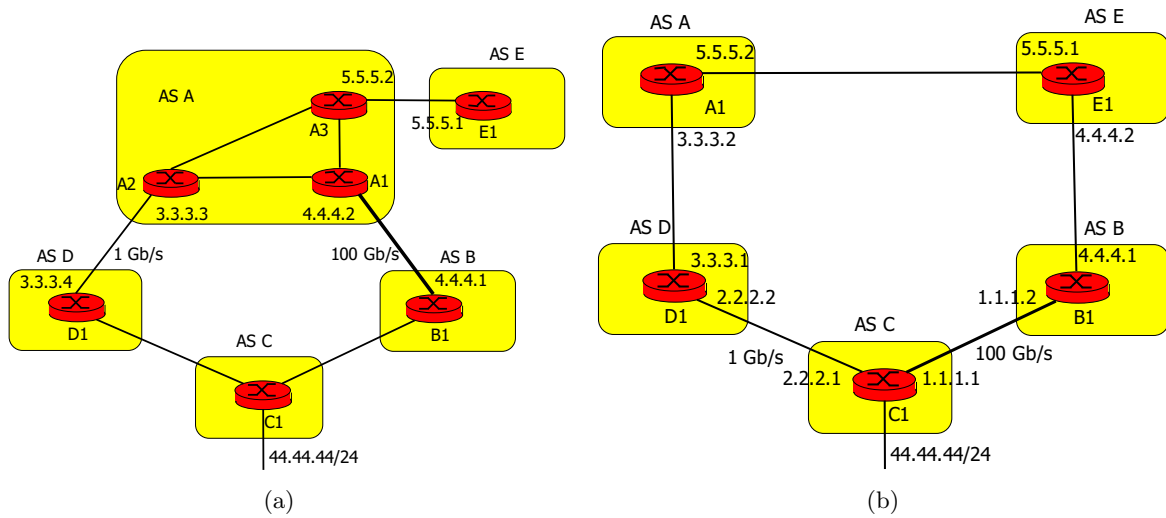 AS A
AS E
5.5.5.2
5.5.5.1
A3
E1
A2
A1
3.3.3.3
4.4.4.2
1 Gb/s
100 Gb/s
AS D
AS B
3.3.3.4
4.4.4.1
D1
B1
AS C
C1
44.44.44/24
(a)
AS A
AS E
5.5.5.2
5.5.5.1
A1
E1
3.3.3.2
4.4.4.2
AS D
AS B
3.3.3.1
4.4.4.1
2.2.2.2
1.1.1.2
D1
B1
AS C
1 Gb/s
100 Gb/s
2.2.2.1
1.1.1.1
C1
44.44.44/24
(b)